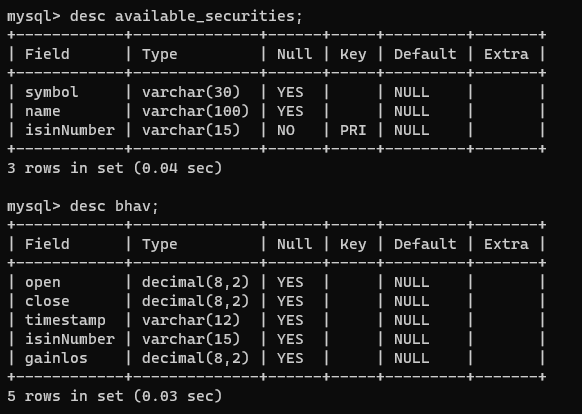 mysql> desc available_securities;
+------------+--------------+------+-----+---------+-------+
| Field      | Type         | Null | Key | Default | Extra |
+------------+--------------+------+-----+---------+-------+
| symbol     | varchar(30)  | YES  |     | NULL    |       |
| name       | varchar(100) | YES  |     | NULL    |       |
| isinNumber | varchar(15)  | NO   | PRI | NULL    |       |
+------------+--------------+------+-----+---------+-------+
3 rows in set (0.04 sec)

mysql> desc bhav;
+------------+--------------+------+-----+---------+-------+
| Field      | Type         | Null | Key | Default | Extra |
+------------+--------------+------+-----+---------+-------+
| open       | decimal(8,2) | YES  |     | NULL    |       |
| close      | decimal(8,2) | YES  |     | NULL    |       |
| timestamp  | varchar(12)  | YES  |     | NULL    |       |
| isinNumber | varchar(15)  | YES  |     | NULL    |       |
| gainlos    | decimal(8,2) | YES  |     | NULL    |       |
+------------+--------------+------+-----+---------+-------+
5 rows in set (0.03 sec)